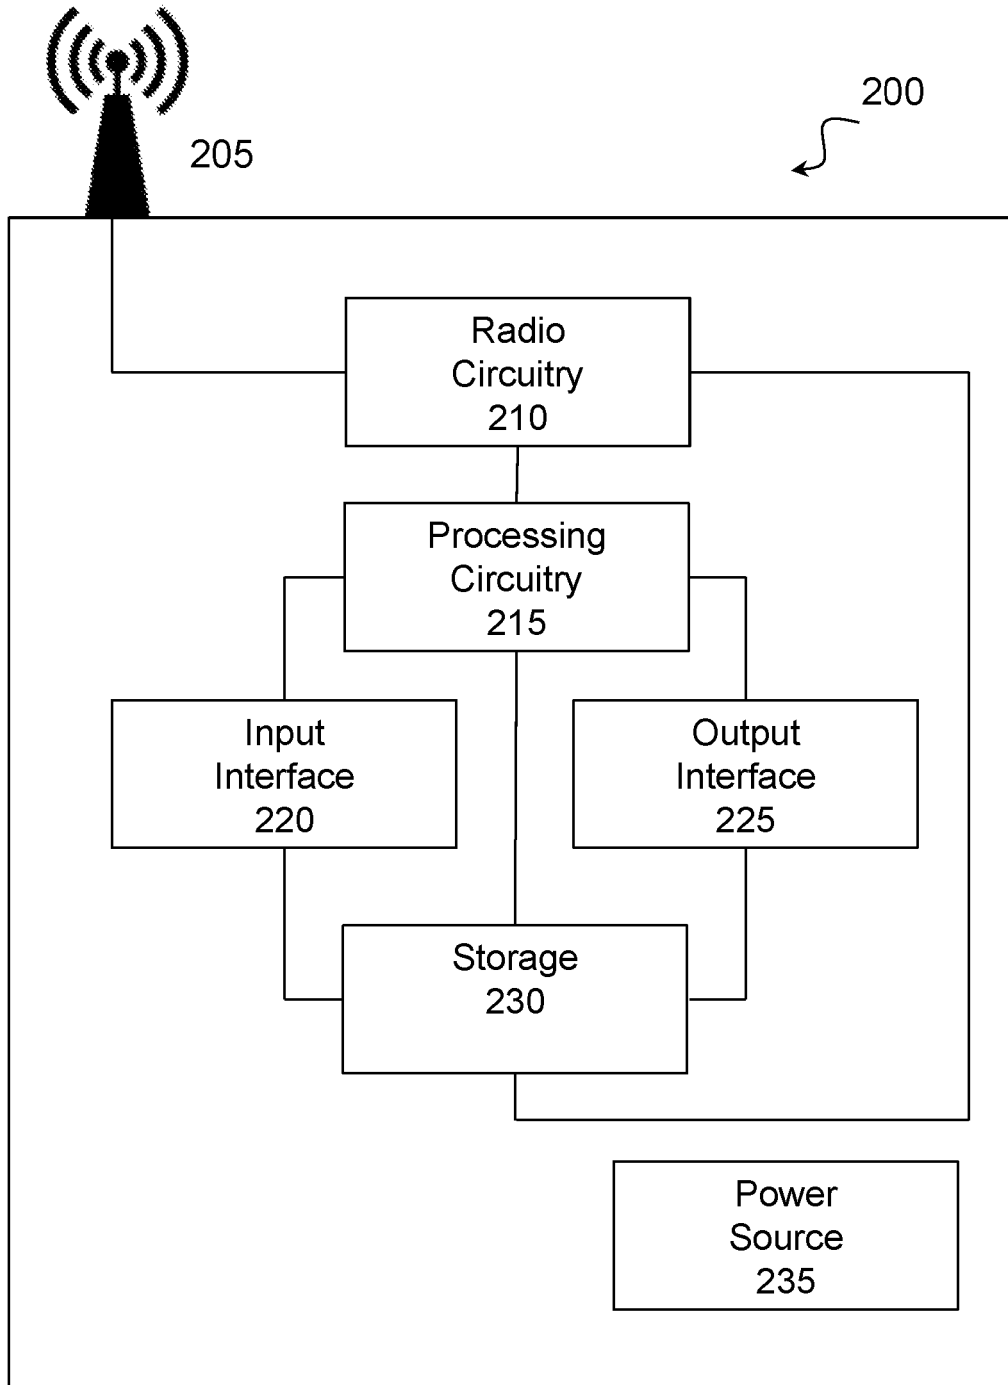 200
205
Radio
Circuitry
210
Processing
Circuitry
215
Input
Interface
220
Output
Interface
225
Storage
230
Power
Source
235